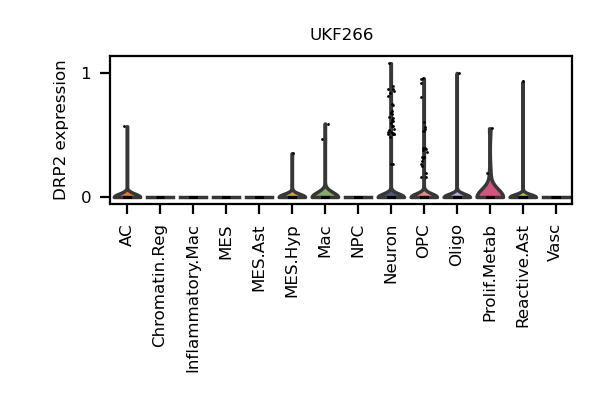 UKF266
DRP2 expression
1
0
AC
Chromatin.Reg
Inflammatory.Mac
MES
MES.Ast
MES.Hyp
Mac
NPC
Neuron
OPC
Oligo
Prolif.Metab
Reactive.Ast
Vasc